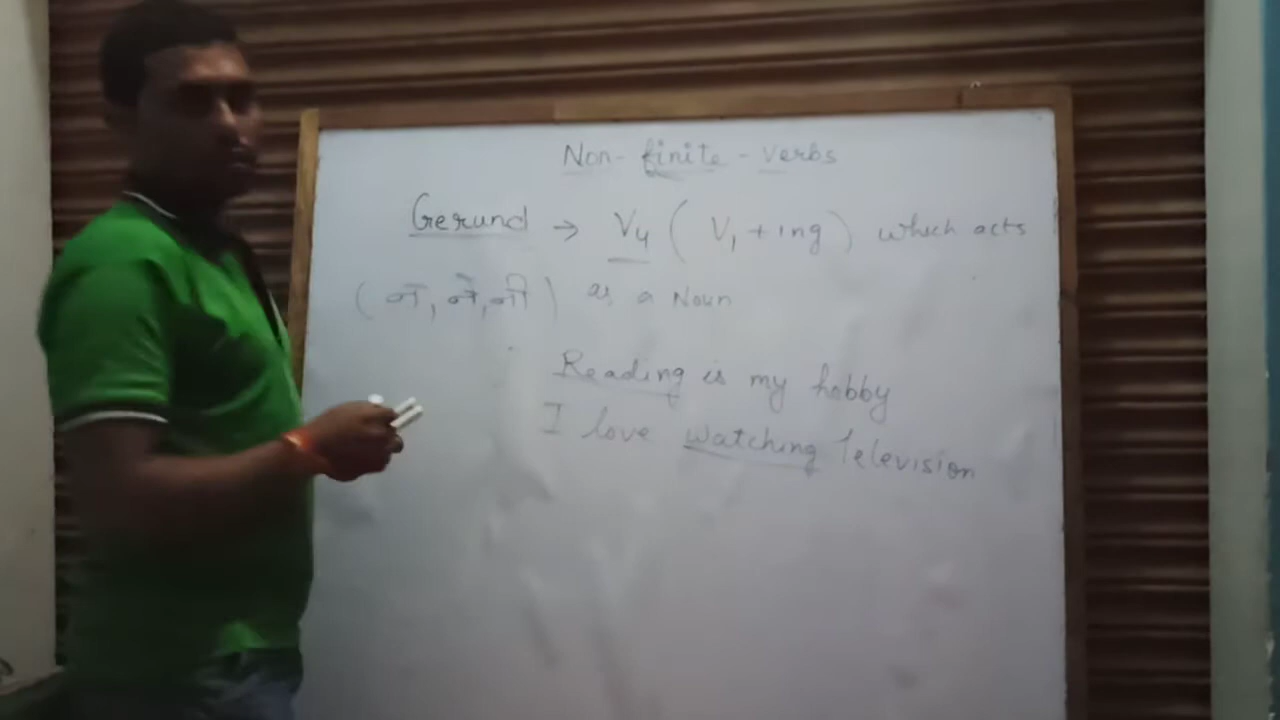 Non-finite-verbs
Gerund → V4 ( V1 + ing ) which acts
( ने, ने, नी ) as a Noun
Reading is my hobby
I love watching Television